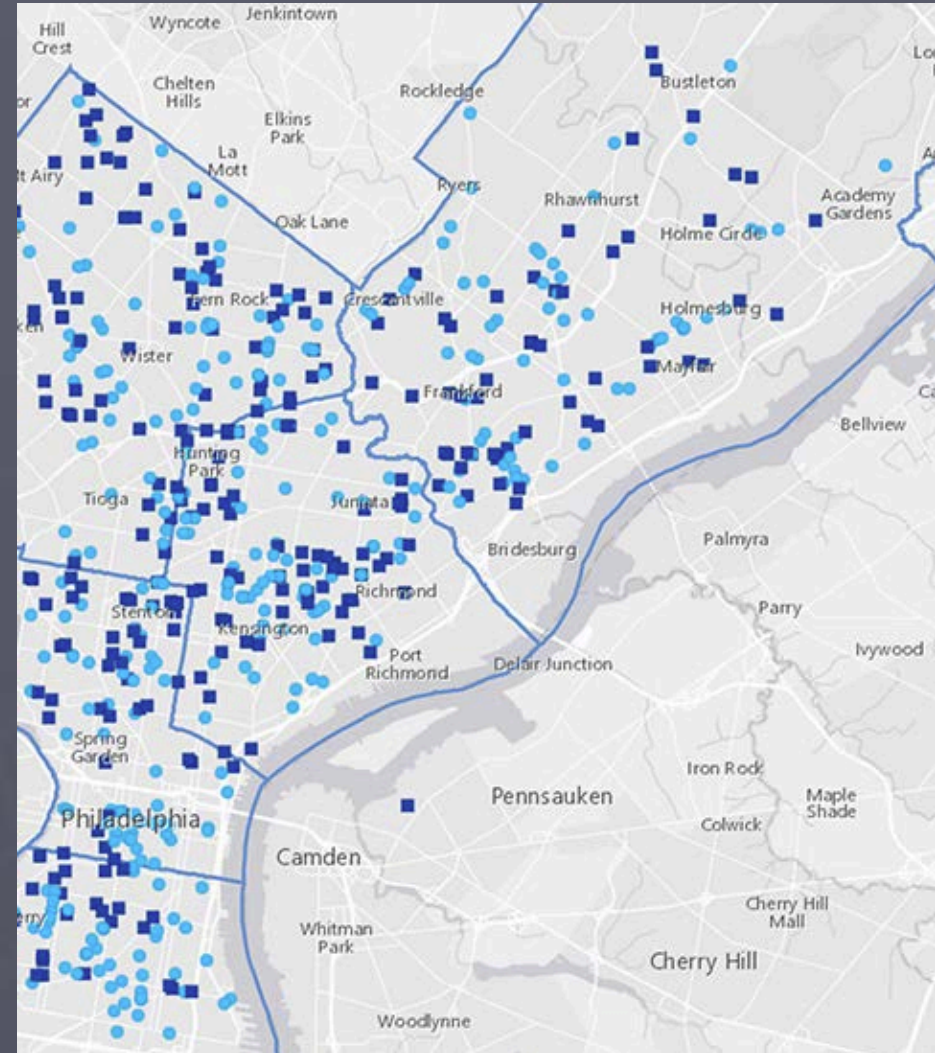 Hill
Crest
Wyncote
Jenkintown
Chelten
Hills
Rockledge
Bustleton
Elkins
Park
La
Mott
Airy
Ryers
Rhawnhurst
Academy
Gardens
Oak Lane
Holme Circle
Fern Rock
Crescentville
Holmesburg
Wister
Mayfair
Frankford
Bellview
Hunting
Park
Tioga
Juniata
Bridesburg
Palmyra
Richmond
Stenton
Kensington
Parry
Port
Richmond
Delair Junction
Ivywood
Spring
Garden
Iron Rock
Pennsauken
Maple
Shade
Philadelphia
Colwick
Camden
Cherry Hill
Mall
Whitman
Park
Cherry Hill
Woodlynne